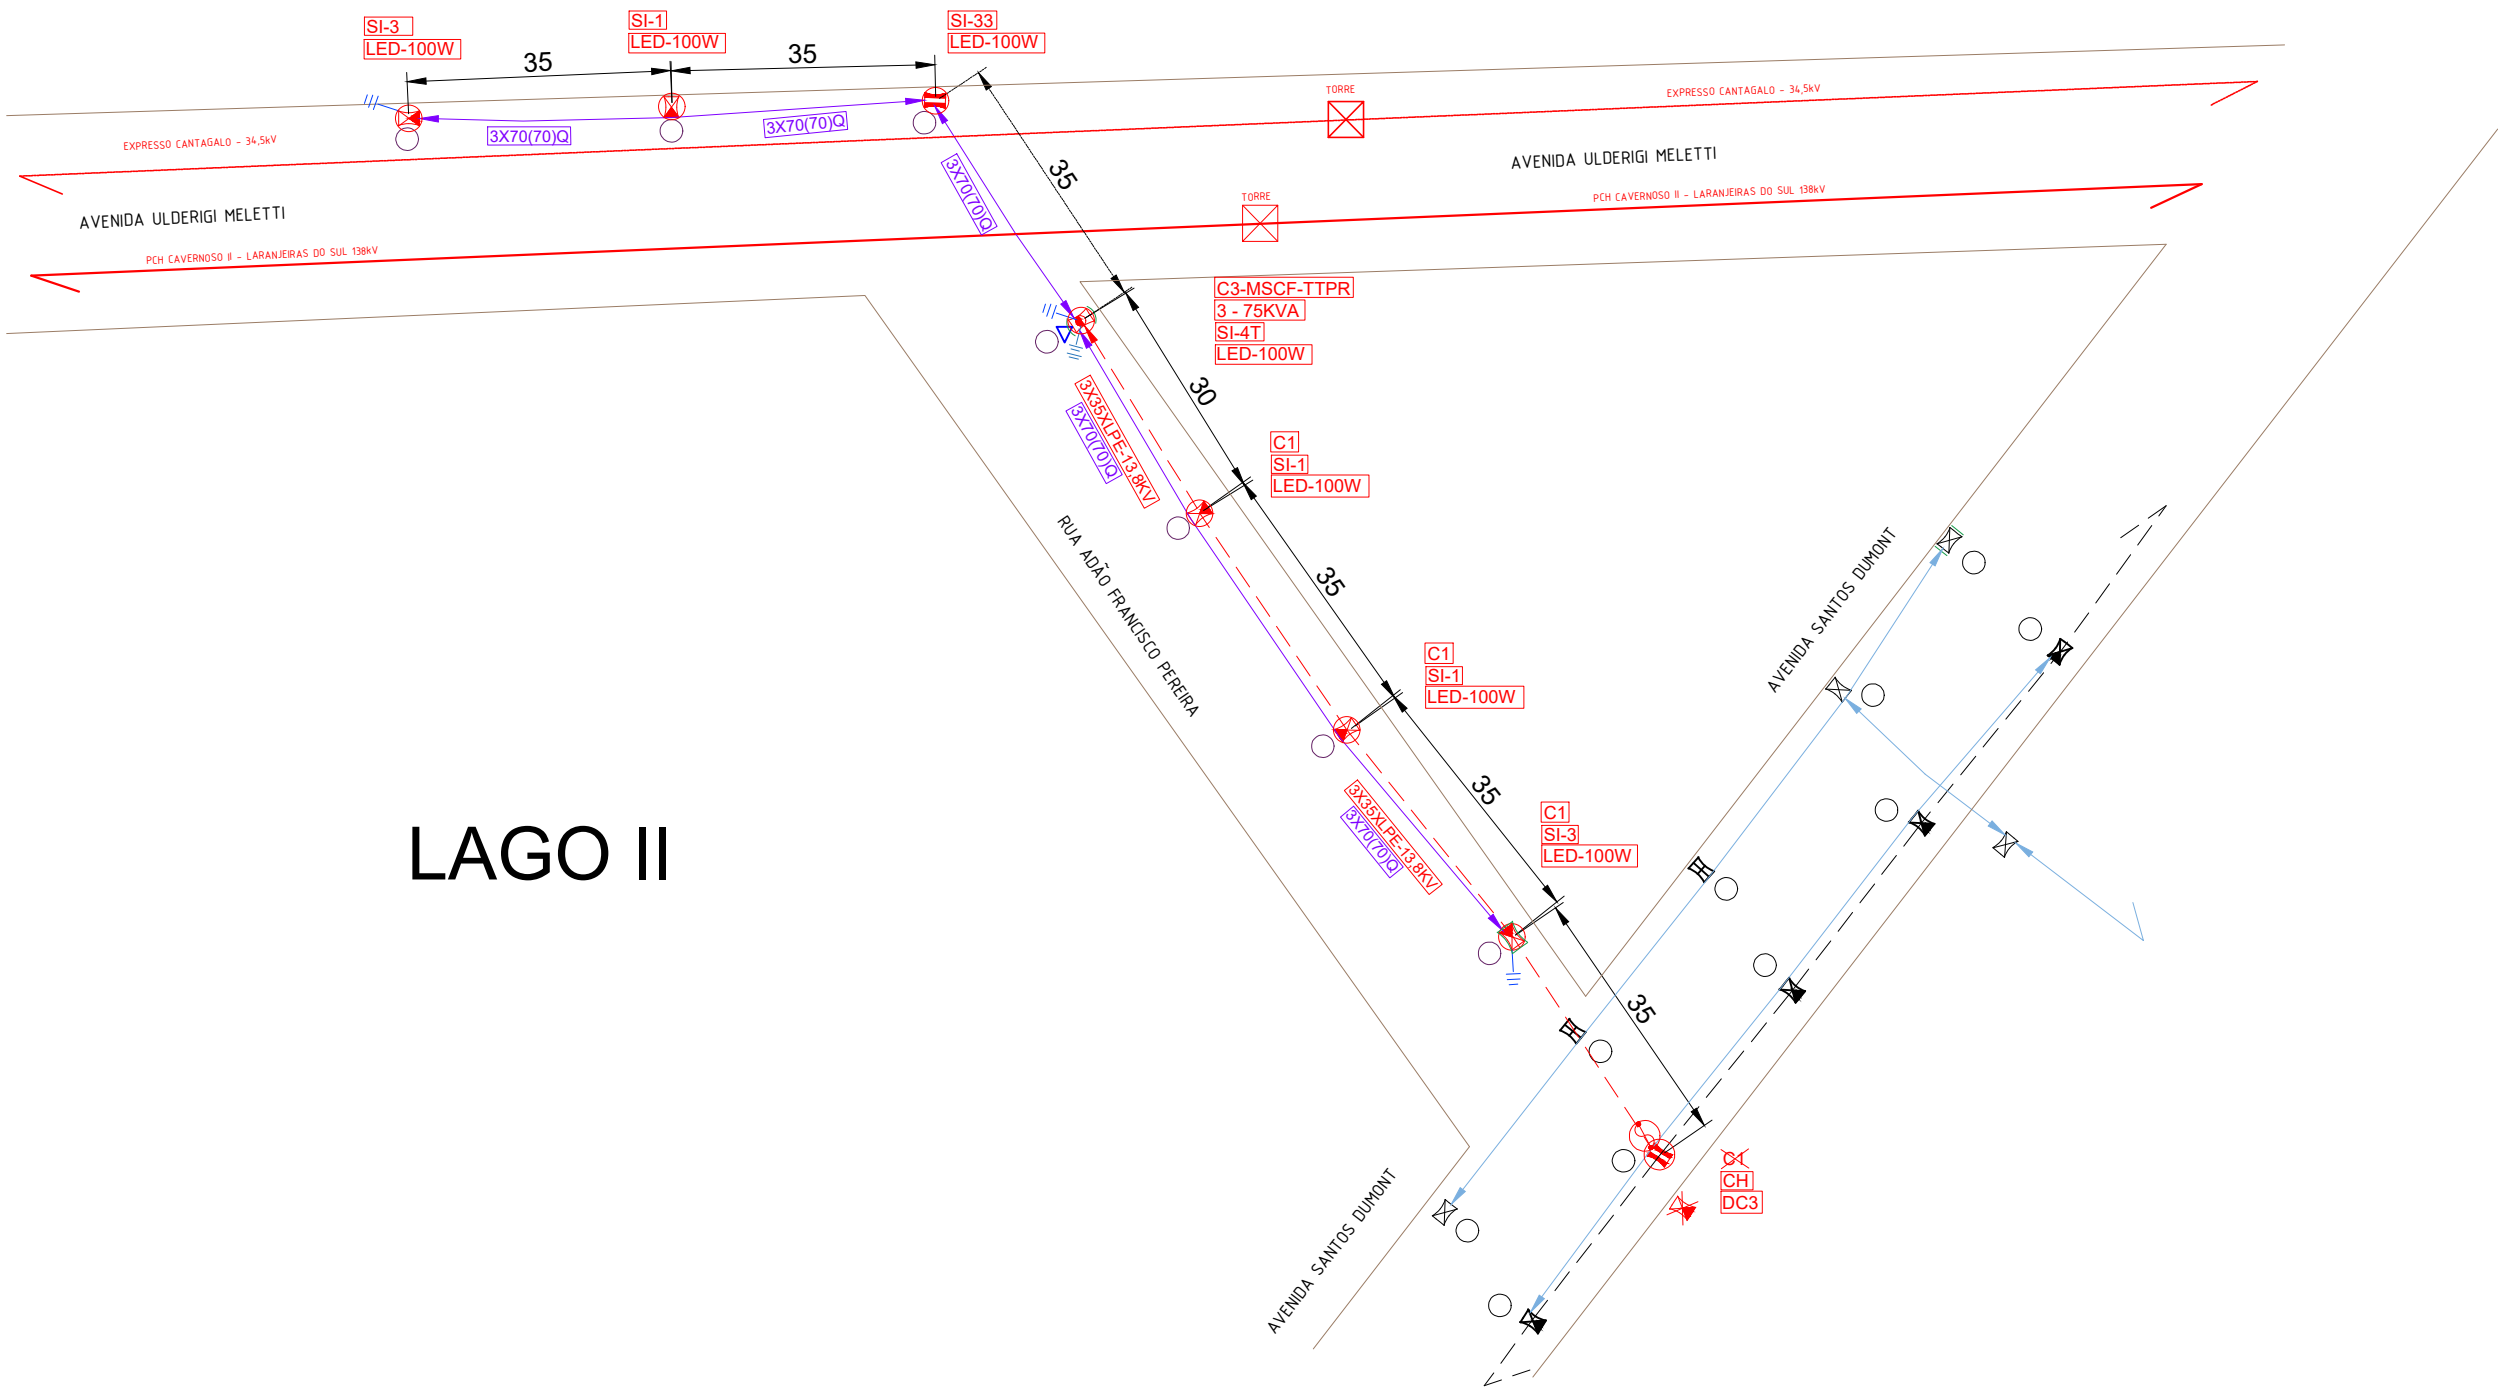 SI-3
LED-100W
SI-1
LED-100W
SI-33
LED-100W
35
35
3X70(70)Q
3X70(70)Q
EXPRESSO CANTAGALO - 34,5kV
TORRE
EXPRESSO CANTAGALO - 34,5kV
AVENIDA ULDERIGI MELETTI
AVENIDA ULDERIGI MELETTI
TORRE
PCH CAVERNOSO II - LARANJEIRAS DO SUL 138kV
PCH CAVERNOSO II - LARANJEIRAS DO SUL 138kV
35
3X70(70)Q
C3-MSCF-TTPR
3 - 75KVA
SI-4T
LED-100W
30
3X35XLPE-13,8KV
3X70(70)Q
C1
SI-1
LED-100W
RUA ADÃO FRANCISCO PEREIRA
35
C1
SI-1
LED-100W
AVENIDA SANTOS DUMONT
35
3X35XLPE-13,8KV
3X70(70)Q
C1
SI-3
LED-100W
LAGO II
35
C1
CH
DC3
AVENIDA SANTOS DUMONT